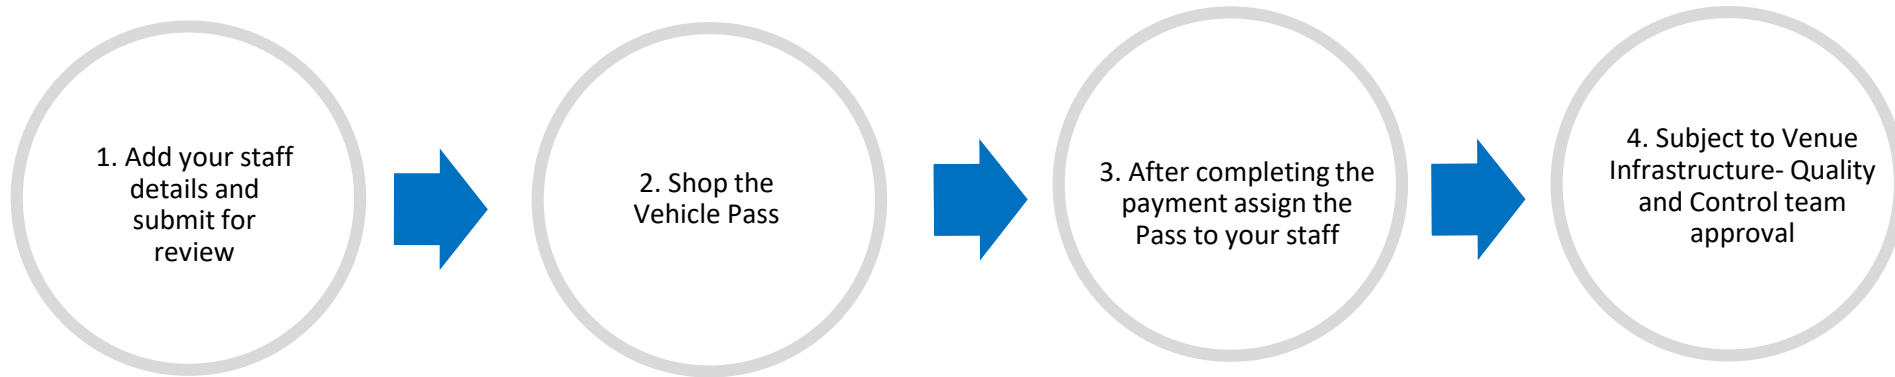 1. Add your staff
details and
submit for
review
2. Shop the
Vehicle Pass
3. After completing the
payment assign the
Pass to your staff
4. Subject to Venue
Infrastructure- Quality
and Control team
approval